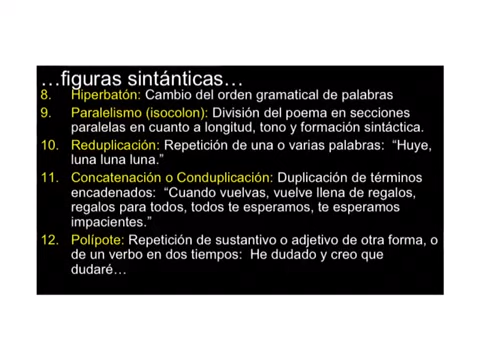 …figuras sintánticas…
8. Hiperbatón: Cambio del orden gramatical de palabras
9. Paralelismo (isocolon): División del poema en secciones
paralelas en cuanto a longitud, tono y formación sintáctica.
10. Reduplicación: Repetición de una o varias palabras: “Huye,
luna luna luna.”
11. Concatenación o Conduplicación: Duplicación de términos
encadenados: “Cuando vuelvas, vuelve llena de regalos,
regalos para todos, todos te esperamos, te esperamos
impacientes.”
12. Polípote: Repetición de sustantivo o adjetivo de otra forma, o
de un verbo en dos tiempos: He dudado y creo que
dudaré…